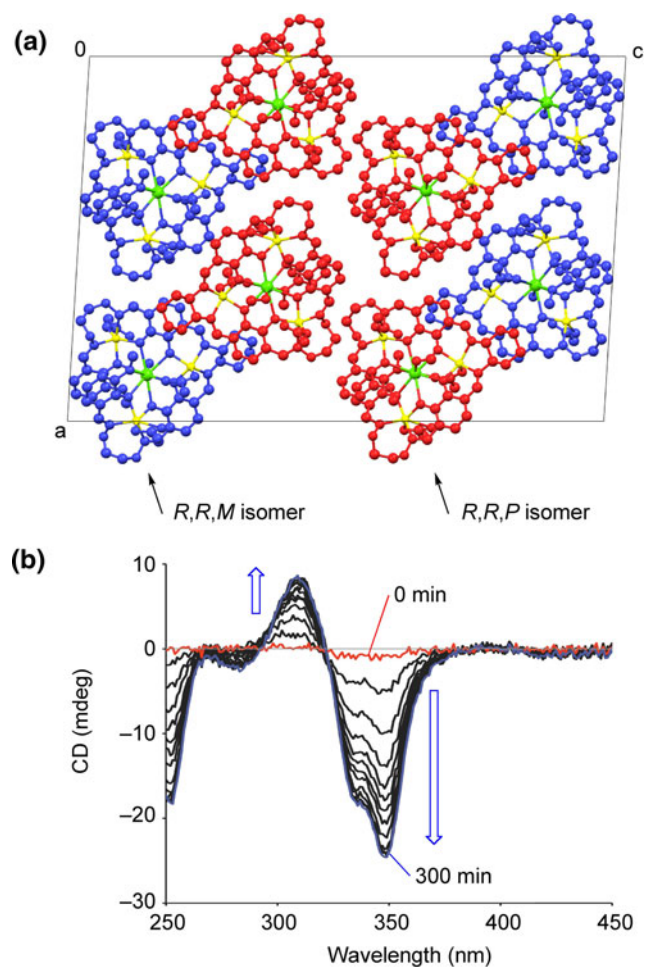 (a)
0
c
a
R,R,M isomer
R,R,P isomer
(b)
10
0 min
0
–10
CD (mdeg)
–20
300 min
–30
250
300
350
400
450
Wavelength (nm)